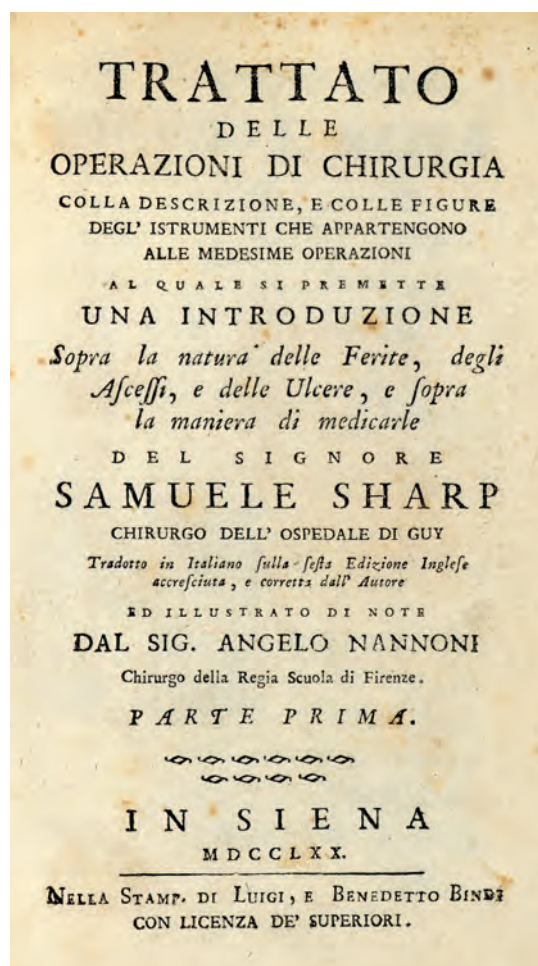 TRATTATO
DELLE
OPERAZIONI DI CHIRURGIA
COLLA DESCRIZIONE, E COLLE FIGURE
DEGL' ISTRUMENTI CHE APPARTENGONO
ALLE MEDESIME OPERAZIONI
AL QUALE SI PREMETTE
UNA INTRODUZIONE
Sopra la natura delle Ferite, degli
Aſceſſi, e delle Ulcere, e ſopra
la maniera di medicarle
DEL SIGNORE
SAMUELE SHARP
CHIRURGO DELL' OSPEDALE DI GUY
Tradotto in Italiano ſulla ſeſta Edizione Ingleſe
accreſciuta, e corretta dall' Autore
ED ILLUSTRATO DI NOTE
DAL SIG. ANGELO NANNONI
Chirurgo della Regia Scuola di Firenze.
PARTE PRIMA.
IN SIENA
MDCCLXX.
NELLA STAMP. DI LUIGI, E BENEDETTO BINDI
CON LICENZA DE' SUPERIORI.